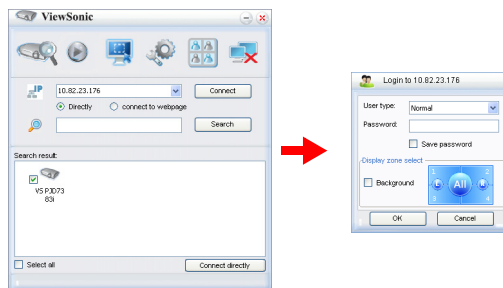 ViewSonic
IP
10.82.23.176
Connect
Directly
connect to webpage
Search
Search result:
VS PJD73
83i
Select all
Connect directly
Login to 10.82.23.176
User type:
Normal
Password:
Save password
Display zone select
Background
1
2
L
All
R
3
4
OK
Cancel